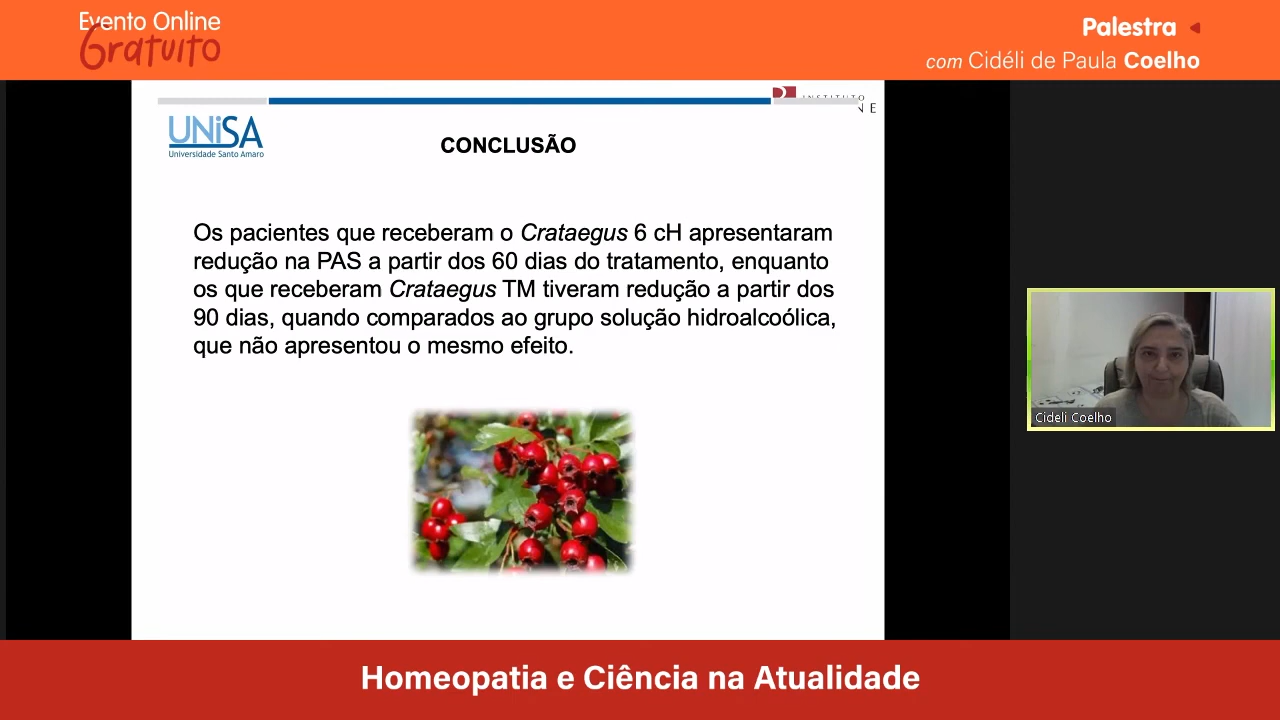 Evento Online
Gratuito
Palestra
com Cidéli de Paula Coelho
INSTITUTO
N E
UNiSA
Universidade Santo Amaro
CONCLUSÃO
Os pacientes que receberam o Crataegus 6 cH apresentaram
redução na PAS a partir dos 60 dias do tratamento, enquanto
os que receberam Crataegus TM tiveram redução a partir dos
90 dias, quando comparados ao grupo solução hidroalcoólica,
que não apresentou o mesmo efeito.
Cideli Coelho
Homeopatia e Ciência na Atualidade